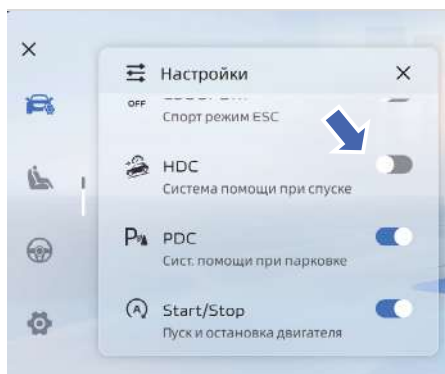 Настройки
OFF
Спорт режим ESC
HDC
Система помощи при спуске
P PDC
Сист. помощи при парковке
A Start/Stop
Пуск и остановка двигателя